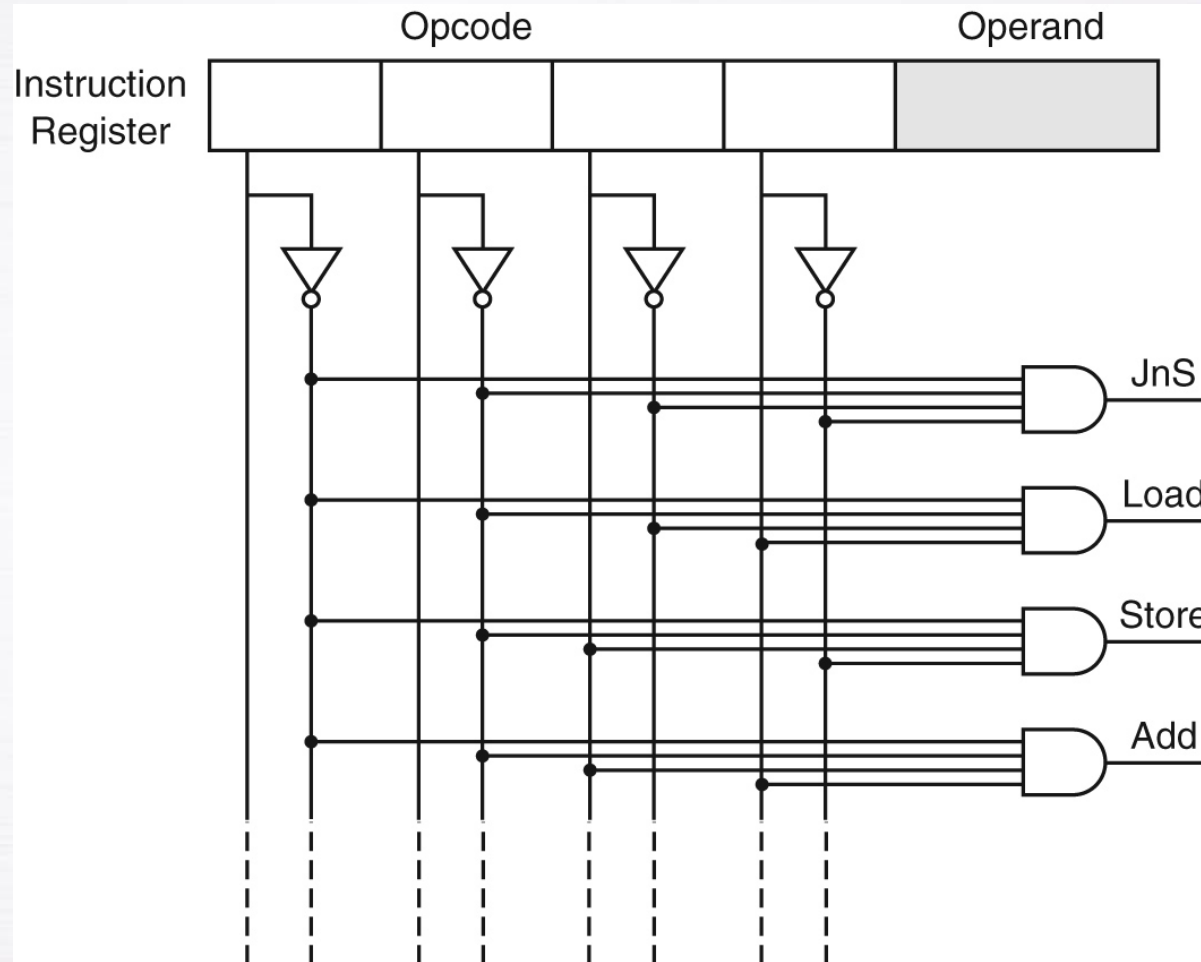 Opcode
Operand
Instruction
Register
JnS
Load
Store
Add